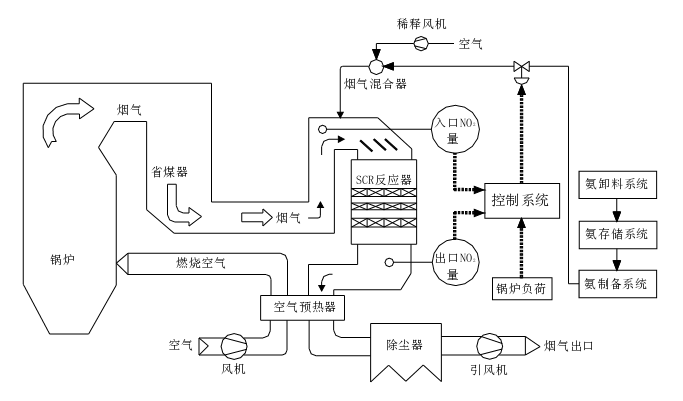 稀释风机
空气
烟气混合器
烟气
入口NOₓ
量
省煤器
SCR反应器
控制系统
氨卸料系统
烟气
氨存储系统
锅炉
燃烧空气
出口NOₓ
量
锅炉负荷
氨制备系统
空气预热器
空气
风机
除尘器
引风机
烟气出口